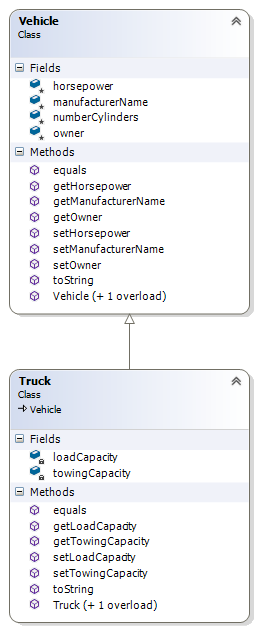 Vehicle
Class
Fields
horsepower
manufacturerName
numberCylinders
owner
Methods
equals
getHorsepower
getManufacturerName
getOwner
setHorsepower
setManufacturerName
setOwner
toString
Vehicle (+ 1 overload)
Truck
Class
Vehicle
Fields
loadCapacity
towingCapacity
Methods
equals
getLoadCapadity
getTowingCapacity
setLoadCapacity
setTowingCapacity
toString
Truck (+ 1 overload)